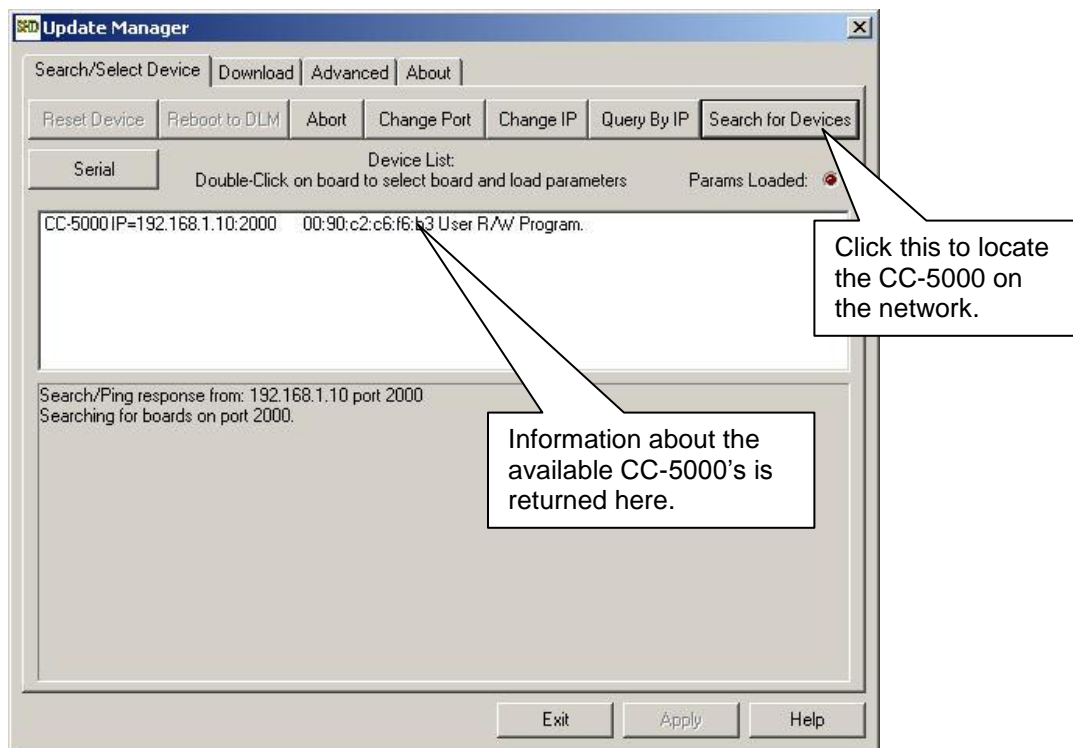 SHD Update Manager
Search/Select Device Download Advanced About
Reset Device Reboot to DLM Abort Change Port Change IP Query By IP Search for Devices
Serial
Device List:
Double-Click on board to select board and load parameters
Params Loaded:
CC-5000 IP=192.168.1.10:2000 00:90:c2:c6:f6:b3 User R/W Program.
Click this to locate
the CC-5000 on
the network.
Search/Ping response from: 192.168.1.10 port 2000
Searching for boards on port 2000.
Information about the
available CC-5000's is
returned here.
Exit Apply Help